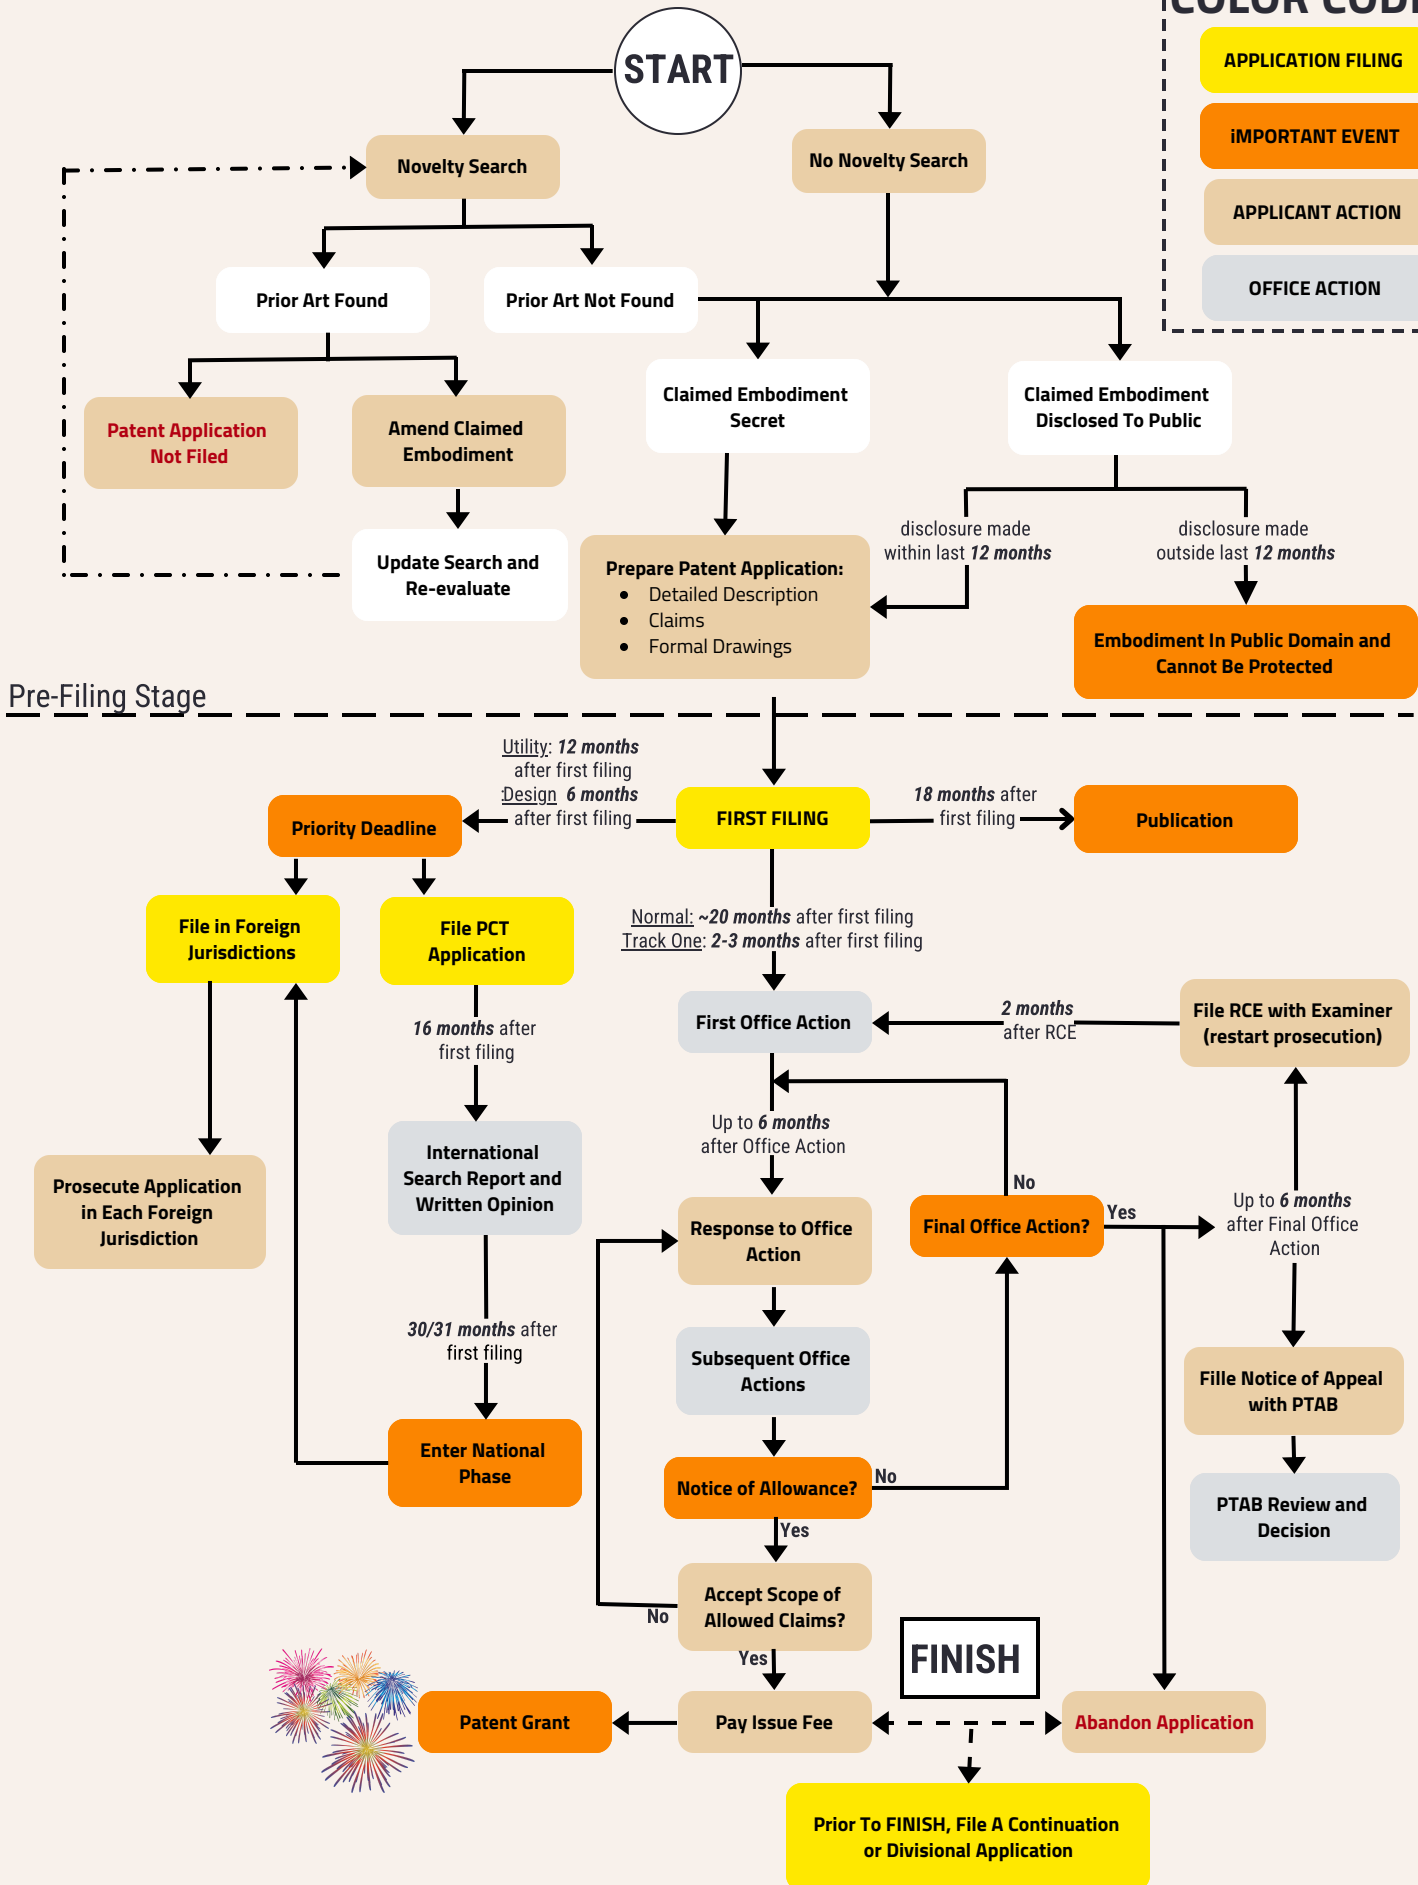 COLOR CODE
START
APPLICATION FILING
iMPORTANT EVENT
APPLICANT ACTION
OFFICE ACTION
Novelty Search
No Novelty Search
Prior Art Found
Prior Art Not Found
Claimed Embodiment
Secret
Claimed Embodiment
Disclosed To Public
Patent Application
Not Filed
Amend Claimed
Embodiment
Update Search and
Re-evaluate
disclosure made
within last 12 months
disclosure made
outside last 12 months
Prepare Patent Application:
• Detailed Description
• Claims
• Formal Drawings
Embodiment In Public Domain and
Cannot Be Protected
Pre-Filing Stage
Utility: 12 months
after first filing
:Design 6 months
after first filing
Priority Deadline
FIRST FILING
18 months after
first filing
Publication
File in Foreign
Jurisdictions
File PCT
Application
Normal: ~20 months after first filing
Track One: 2-3 months after first filing
16 months after
first filing
First Office Action
2 months
after RCE
File RCE with Examiner
(restart prosecution)
Up to 6 months
after Office Action
International
Search Report and
Written Opinion
Prosecute Application
in Each Foreign
Jurisdiction
Response to Office
Action
No
Final Office Action?
Yes
Up to 6 months
after Final Office
Action
30/31 months after
first filing
Subsequent Office
Actions
Fille Notice of Appeal
with PTAB
Enter National
Phase
Notice of Allowance?
No
Yes
PTAB Review and
Decision
Accept Scope of
Allowed Claims?
No
Yes
FINISH
Patent Grant
Pay Issue Fee
Abandon Application
Prior To FINISH, File A Continuation
or Divisional Application